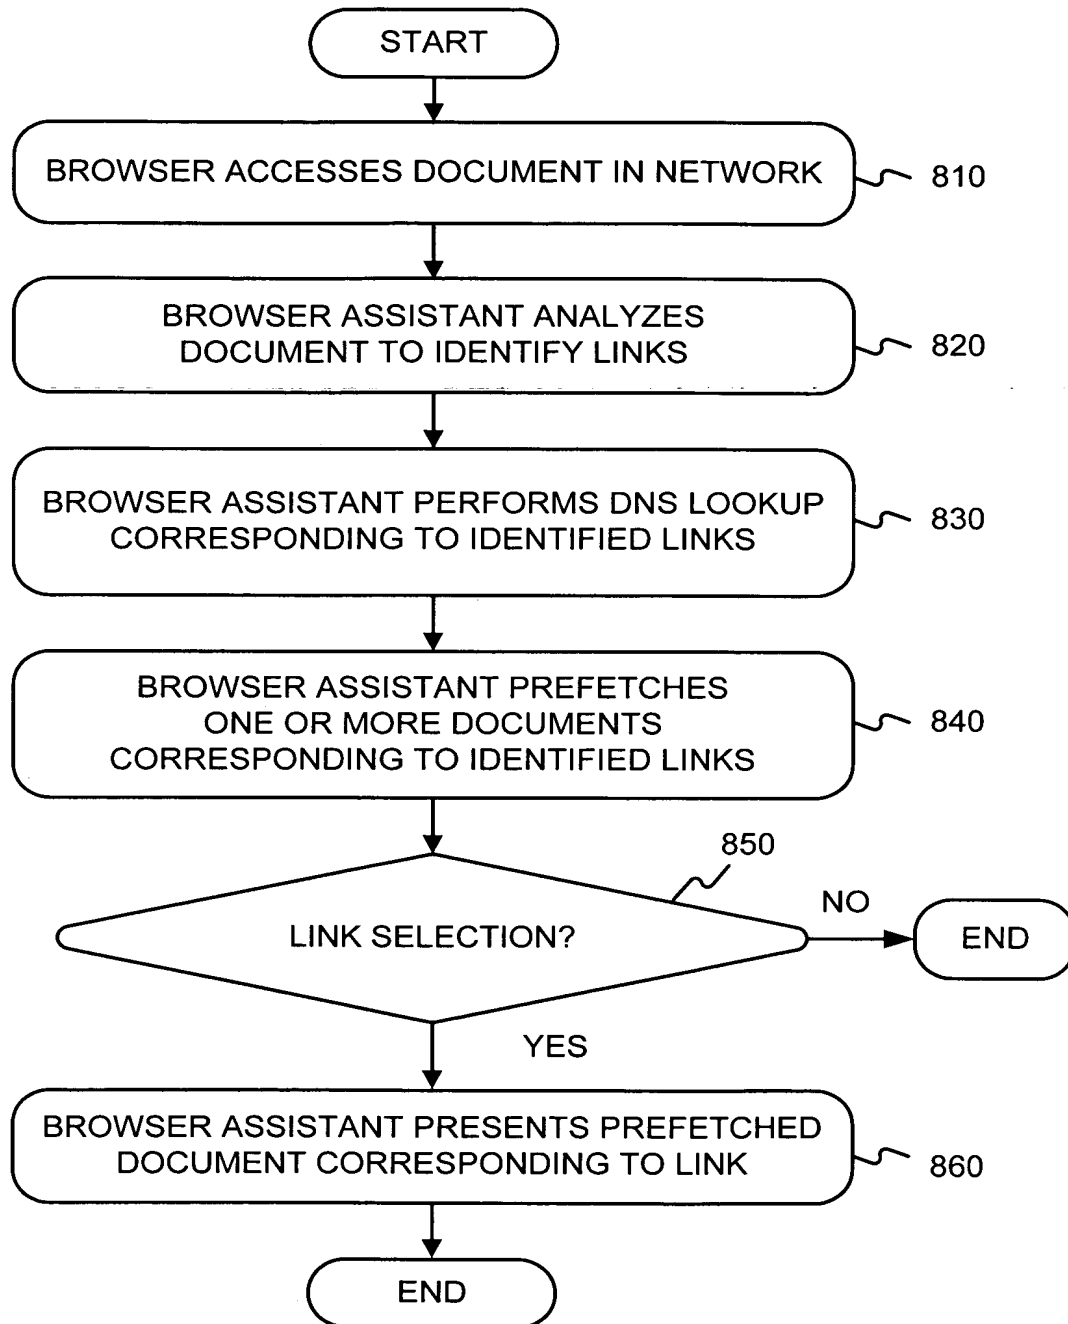 START
BROWSER ACCESSES DOCUMENT IN NETWORK
810
BROWSER ASSISTANT ANALYZES
DOCUMENT TO IDENTIFY LINKS
820
BROWSER ASSISTANT PERFORMS DNS LOOKUP
CORRESPONDING TO IDENTIFIED LINKS
830
BROWSER ASSISTANT PREFETCHES
ONE OR MORE DOCUMENTS
CORRESPONDING TO IDENTIFIED LINKS
840
850
LINK SELECTION?
NO
END
YES
BROWSER ASSISTANT PRESENTS PREFETCHED
DOCUMENT CORRESPONDING TO LINK
860
END